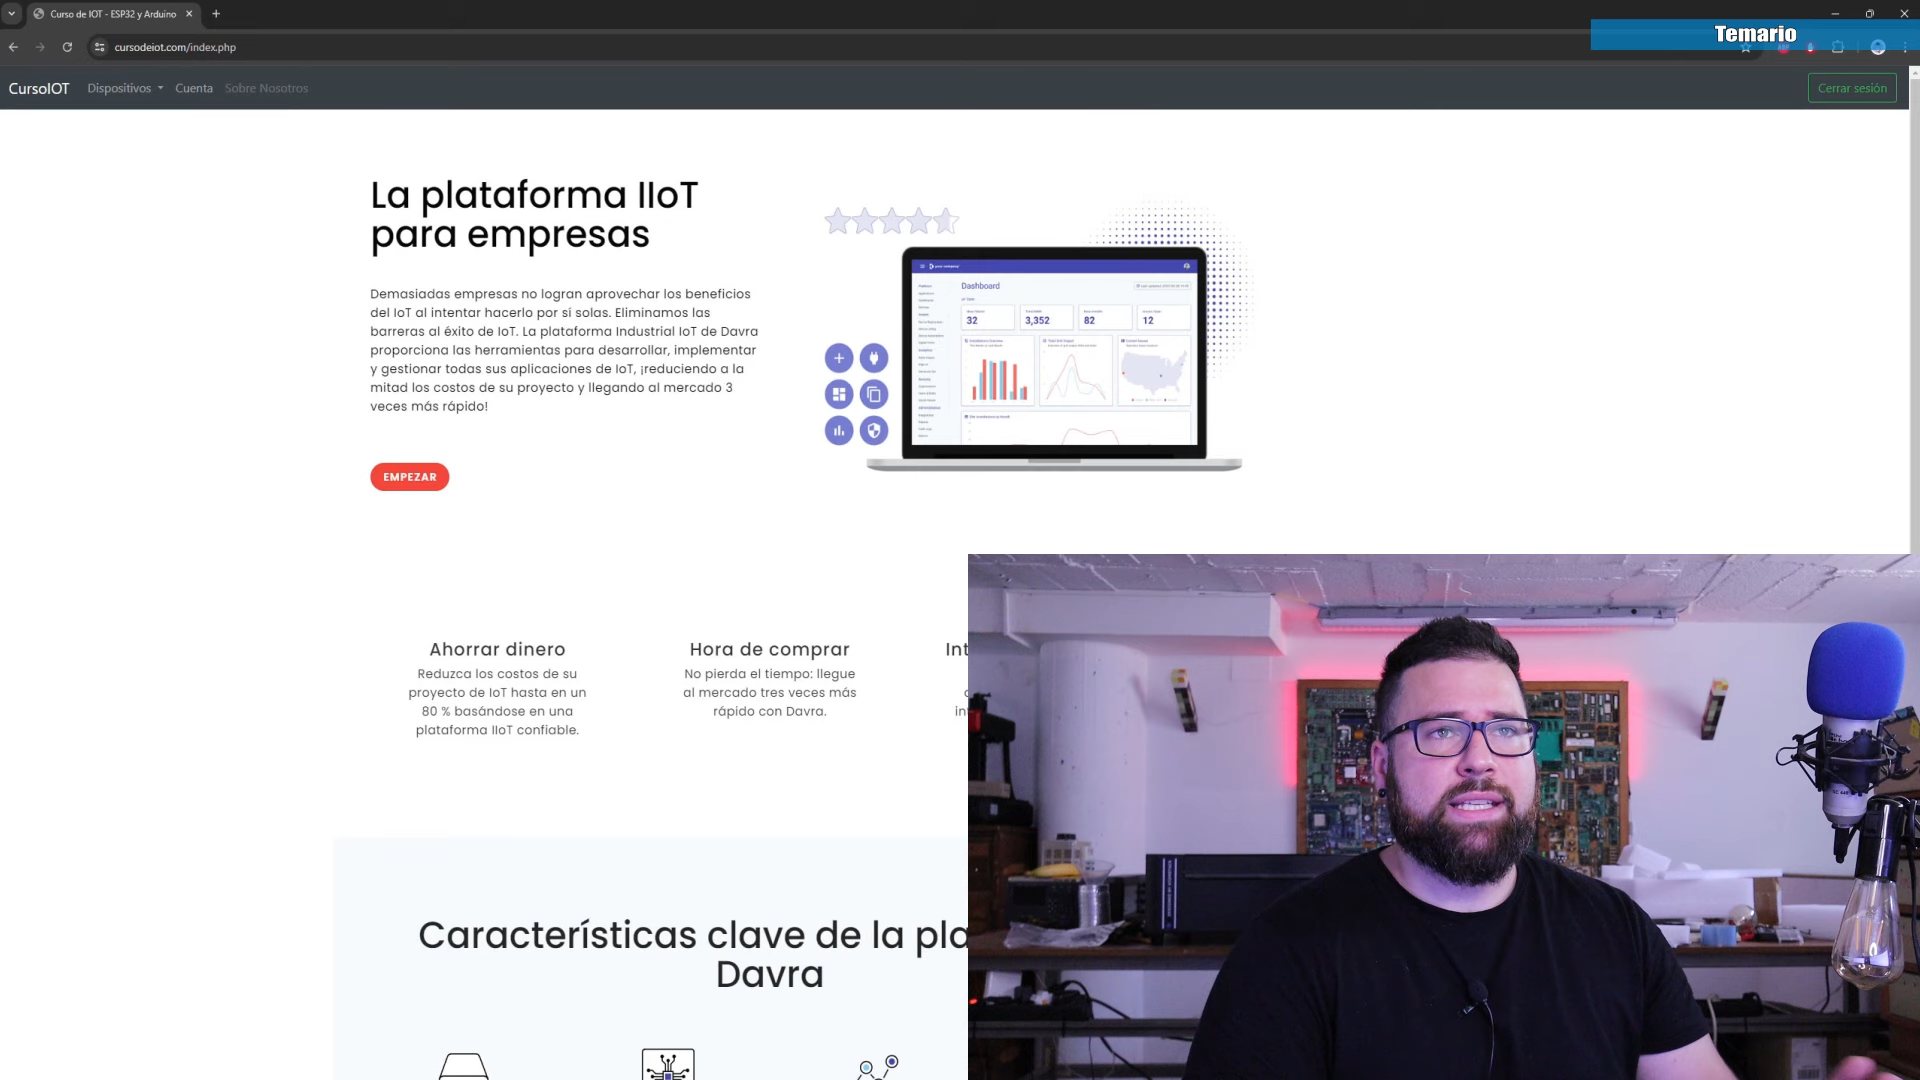 Curso de IOT - ESP32 y Arduino
Temario
cursodeiot.com/index.php
CursoIOT
Dispositivos
Cuenta
Sobre Nosotros
Cerrar sesión
La plataforma IIoT
para empresas
Demasiadas empresas no logran aprovechar los beneficios
del IoT al intentar hacerlo por sí solas. Eliminamos las
barreras al éxito de IoT. La plataforma Industrial IoT de Davra
proporciona las herramientas para desarrollar, implementar
y gestionar todas sus aplicaciones de IoT, ¡reduciendo a la
mitad los costos de su proyecto y llegando al mercado 3
veces más rápido!
EMPEZAR
Dashboard
32
3,352
82
12
Ahorrar dinero
Reduzca los costos de su
proyecto de IoT hasta en un
80 % basándose en una
plataforma IIoT confiable.
Hora de comprar
No pierda el tiempo: llegue
al mercado tres veces más
rápido con Davra.
Int
in
Características clave de la pla
Davra